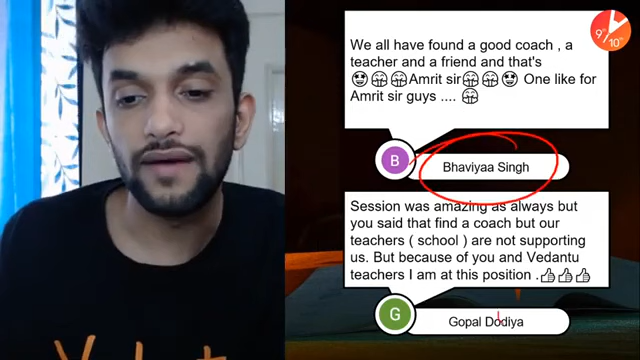 9 10
We all have found a good coach , a
teacher and a friend and that's
🤩🤗🤗Amrit sir🤗🤗🤩 One like for
Amrit sir guys .... 🤗
B
Bhaviyaa Singh
Session was amazing as always but
you said that find a coach but our
teachers ( school ) are not supporting
us. But because of you and Vedantu
teachers I am at this position .👍👍👍
G
Gopal Dodiya